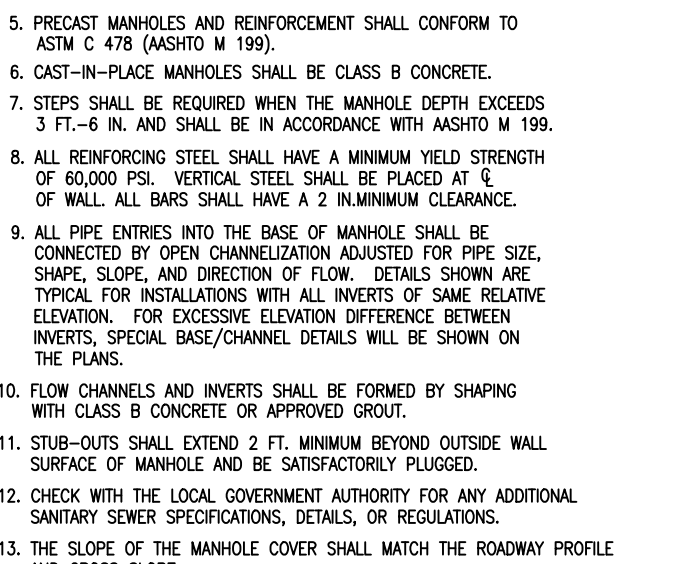 5. PRECAST MANHOLES AND REINFORCEMENT SHALL CONFORM TO
ASTM C 478 (AASHTO M 199).
6. CAST-IN-PLACE MANHOLES SHALL BE CLASS B CONCRETE.
7. STEPS SHALL BE REQUIRED WHEN THE MANHOLE DEPTH EXCEEDS
3 FT.-6 IN. AND SHALL BE IN ACCORDANCE WITH AASHTO M 199.
8. ALL REINFORCING STEEL SHALL HAVE A MINIMUM YIELD STRENGTH
OF 60,000 PSI. VERTICAL STEEL SHALL BE PLACED AT ℄
OF WALL. ALL BARS SHALL HAVE A 2 IN.MINIMUM CLEARANCE.
9. ALL PIPE ENTRIES INTO THE BASE OF MANHOLE SHALL BE
CONNECTED BY OPEN CHANNELIZATION ADJUSTED FOR PIPE SIZE,
SHAPE, SLOPE, AND DIRECTION OF FLOW. DETAILS SHOWN ARE
TYPICAL FOR INSTALLATIONS WITH ALL INVERTS OF SAME RELATIVE
ELEVATION. FOR EXCESSIVE ELEVATION DIFFERENCE BETWEEN
INVERTS, SPECIAL BASE/CHANNEL DETAILS WILL BE SHOWN ON
THE PLANS.
10. FLOW CHANNELS AND INVERTS SHALL BE FORMED BY SHAPING
WITH CLASS B CONCRETE OR APPROVED GROUT.
11. STUB-OUTS SHALL EXTEND 2 FT. MINIMUM BEYOND OUTSIDE WALL
SURFACE OF MANHOLE AND BE SATISFACTORILY PLUGGED.
12. CHECK WITH THE LOCAL GOVERNMENT AUTHORITY FOR ANY ADDITIONAL
SANITARY SEWER SPECIFICATIONS, DETAILS, OR REGULATIONS.
13. THE SLOPE OF THE MANHOLE COVER SHALL MATCH THE ROADWAY PROFILE